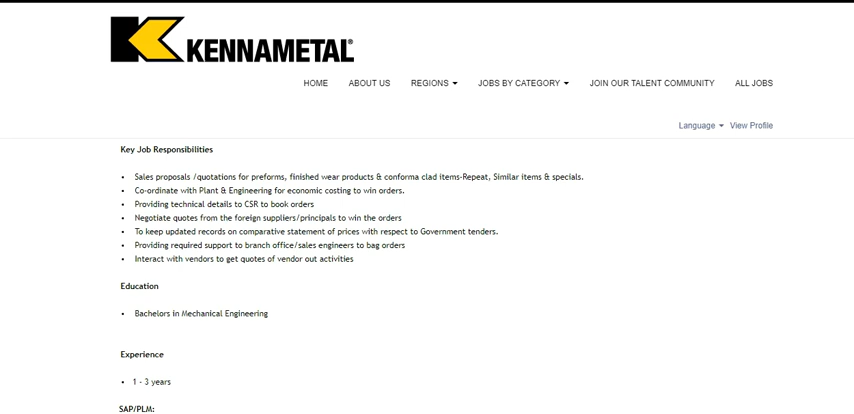 KENNAMETAL®
HOME ABOUT US REGIONS JOBS BY CATEGORY JOIN OUR TALENT COMMUNITY ALL JOBS
Language View Profile
Key Job Responsibilities
• Sales proposals /quotations for preforms, finished wear products & conforma clad items-Repeat, Similar items & specials.
• Co-ordinate with Plant & Engineering for economic costing to win orders.
• Providing technical details to CSR to book orders
• Negotiate quotes from the foreign suppliers/principals to win the orders
• To keep updated records on comparative statement of prices with respect to Government tenders.
• Providing required support to branch office/sales engineers to bag orders
• Interact with vendors to get quotes of vendor out activities
Education
• Bachelors in Mechanical Engineering
Experience
• 1 - 3 years
SAP/PLM: